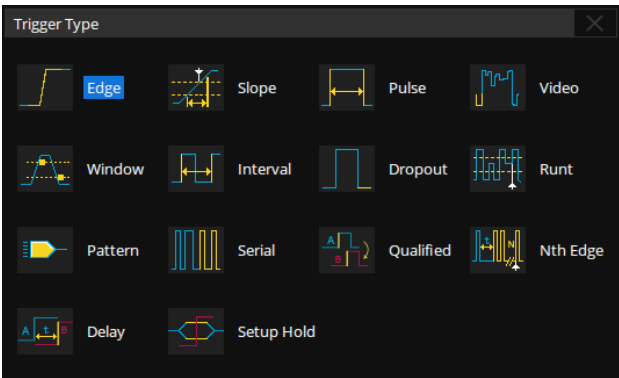 Trigger Type
Edge Slope Pulse Video
Window Interval Dropout Runt
Pattern Serial A B Qualified t N Nth Edge
A t B Delay Setup Hold